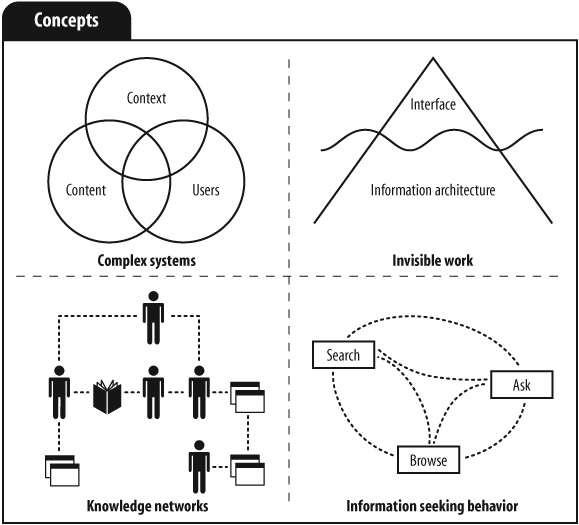 Concepts
Context
Content
Users
Complex systems
Interface
Information architecture
Invisible work
Knowledge networks
Search
Ask
Browse
Information seeking behavior